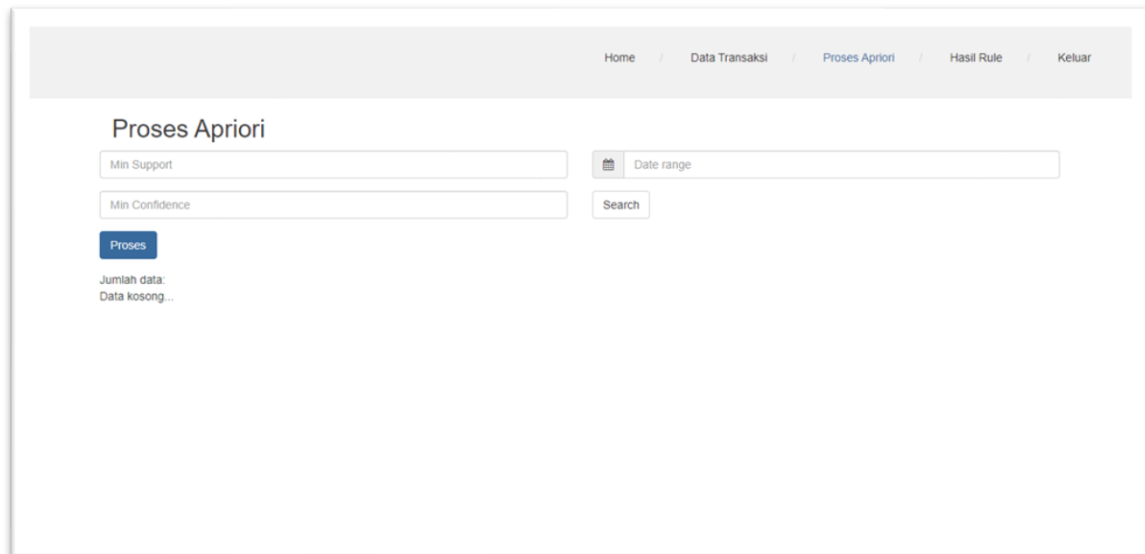 Home / Data Transaksi / Proses Apriori / Hasil Rule / Keluar
Proses Apriori
Min Support
Date range
Min Confidence
Search
Proses
Jumlah data:
Data kosong...